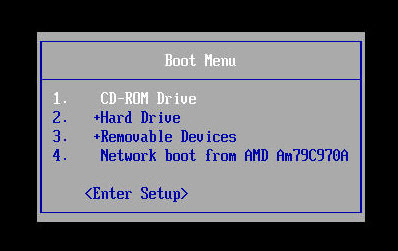 Boot Menu
1. CD-ROM Drive
2. +Hard Drive
3. +Removable Devices
4. Network boot from AMD Am79C970A
<Enter Setup>